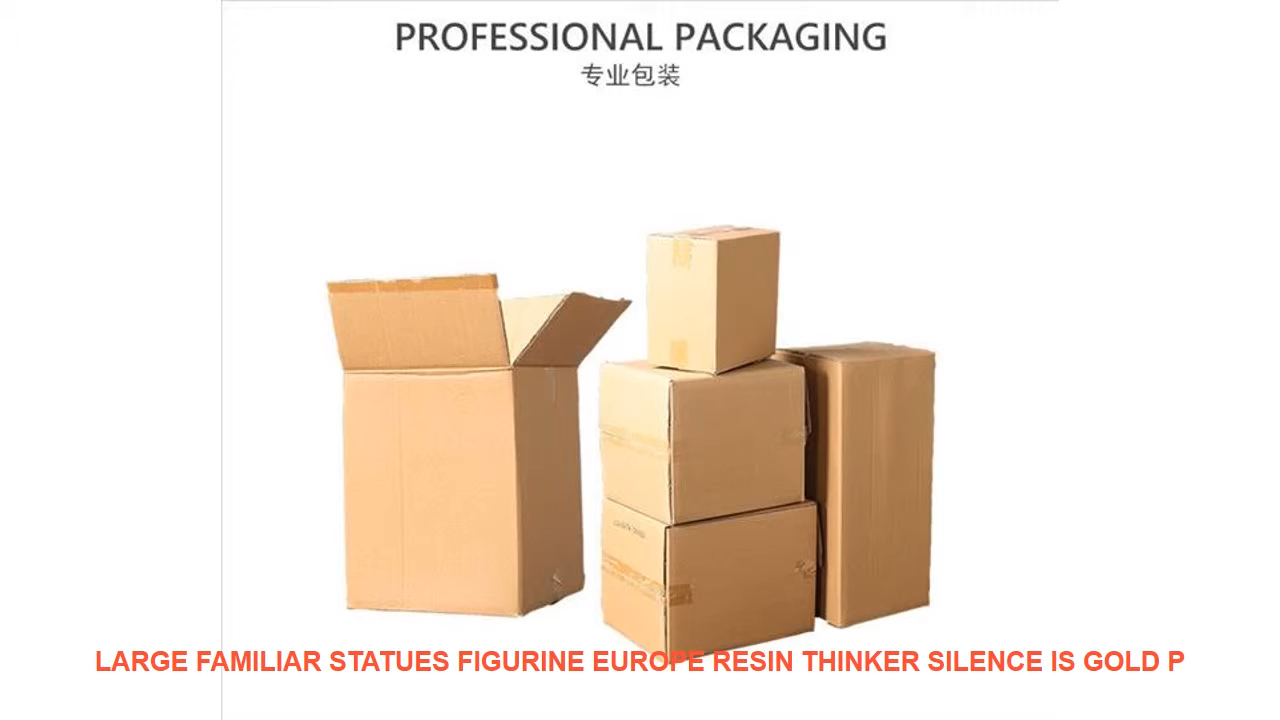 PROFESSIONAL PACKAGING
专业包装
LARGE FAMILIAR STATUES FIGURINE EUROPE RESIN THINKER SILENCE IS GOLD P